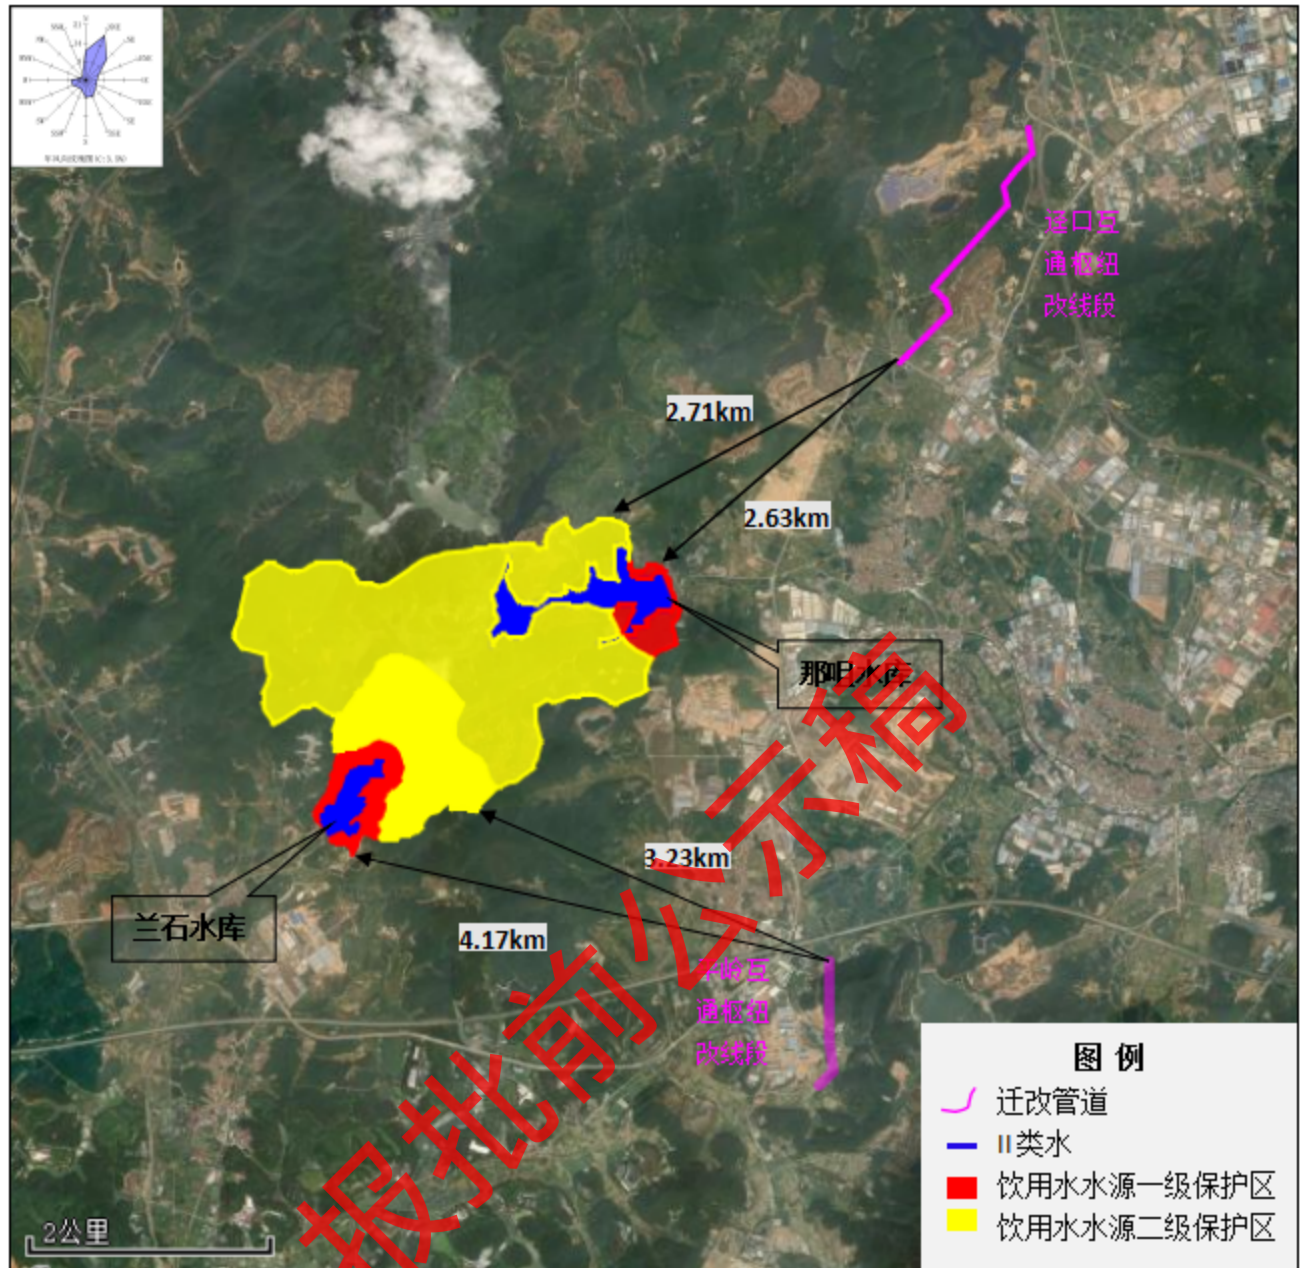 迳口互
通枢纽
改线段
2.71km
2.63km
那咀水库
3.23km
兰石水库
4.17km
互
通枢纽
改线段
报批前公示稿
图 例
迁改管道
II类水
饮用水水源一级保护区
饮用水水源二级保护区
2公里